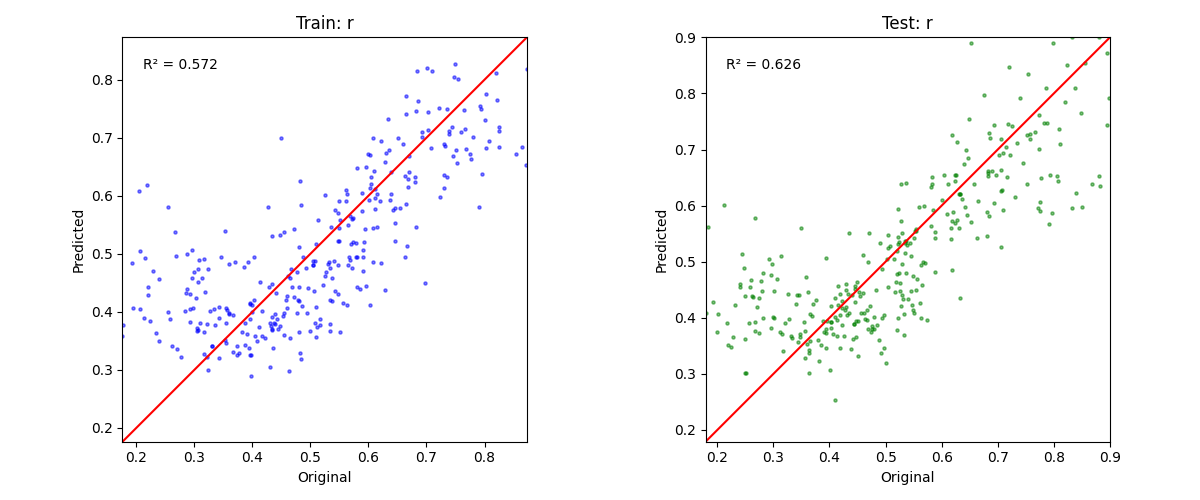 Train: r
R² = 0.572
0.8
0.7
0.6
0.5
0.4
0.3
0.2
Predicted
0.2 0.3 0.4 0.5 0.6 0.7 0.8
Original
Test: r
R² = 0.626
0.9
0.8
0.7
0.6
0.5
0.4
0.3
0.2
Predicted
0.2 0.3 0.4 0.5 0.6 0.7 0.8 0.9
Original